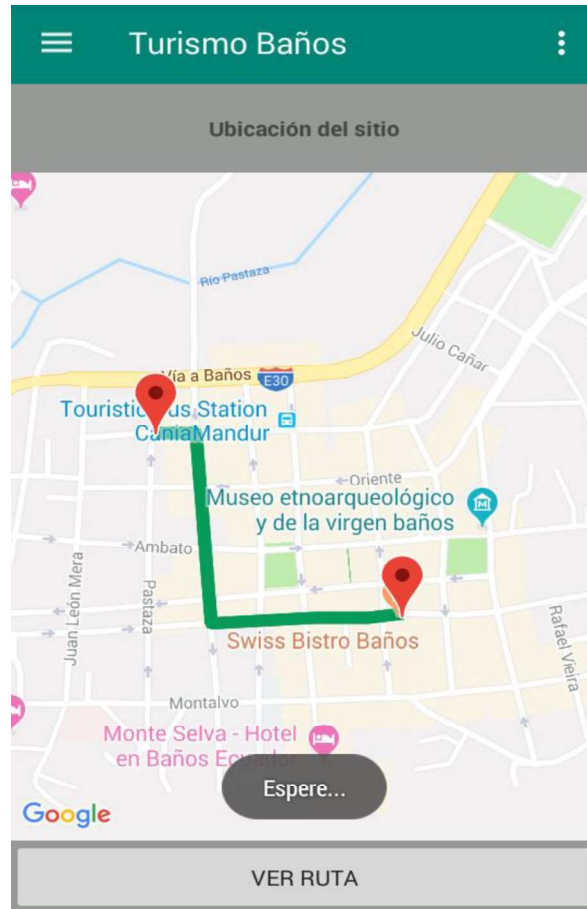 Turismo Baños
Ubicación del sitio
Río Pastaza
Julio Cañar
Vía a Baños
E30
Touristic Bus Station
CuniaMandur
Oriente
Museo etnoarqueológico
y de la virgen baños
Ambato
Juan León Mera
Pastaza
Rafael Vieira
Swiss Bistro Baños
Montalvo
Monte Selva - Hotel
en Baños Ecuador
Espere...
Google
VER RUTA